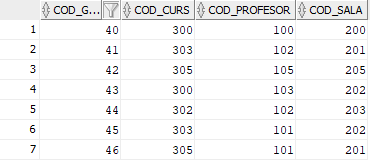 COD_G... COD_CURS COD_PROFESOR COD_SALA
1 40 300 100 200
2 41 303 102 201
3 42 305 105 205
4 43 300 103 202
5 44 302 102 203
6 45 303 101 202
7 46 305 101 201